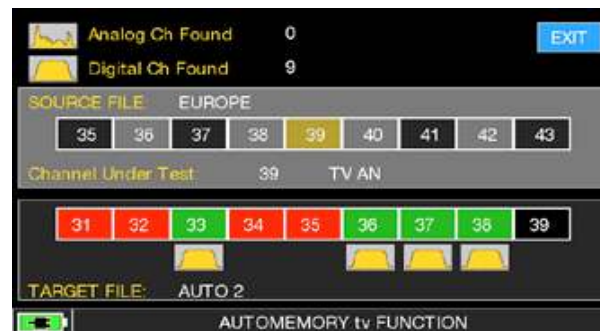 Analog Ch Found 0 EXIT
Digital Ch Found 9
SOURCE FILE EUROPE
35 36 37 38 39 40 41 42 43
Channel Under Test 39 TV AN
31 32 33 34 35 36 37 38 39
TARGET FILE: AUTO 2
AUTOMEMORY tv FUNCTION